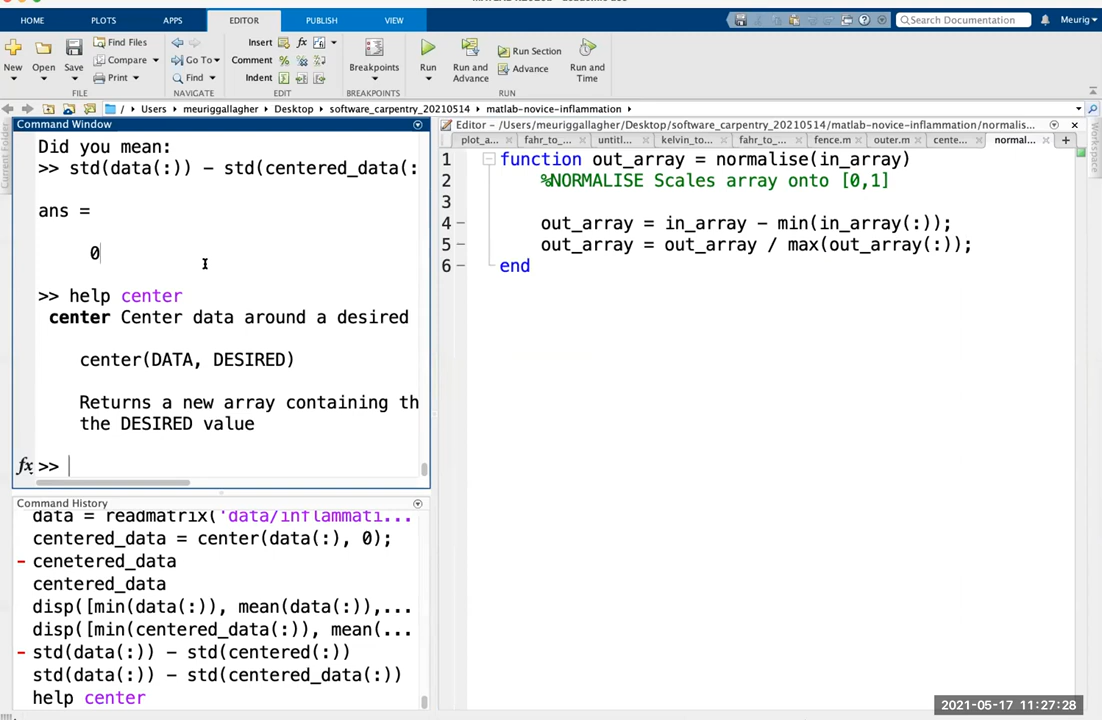 HOME PLOTS APPS EDITOR PUBLISH VIEW Search Documentation Meurig
New Open Save Find Files Compare Print Go To Find Insert fx Comment % Indent Breakpoints Run Run and Advance Run Section Advance Run and Time
FILE NAVIGATE EDIT BREAKPOINTS RUN
/ Users meuriggallagher Desktop software_carpentry_20210514 matlab-novice-inflammation
Current Folder
Command Window
Did you mean:
>> std(data(:)) - std(centered_data(:
ans =
0
>> help center
center Center data around a desired
center(DATA, DESIRED)
Returns a new array containing th
the DESIRED value
fx >>
Command History
data = readmatrix('data/inflammati...
centered_data = center(data(:), 0);
cenetered_data
centered_data
disp([min(data(:)), mean(data(:)),...
disp([min(centered_data(:)), mean(...
std(data(:)) - std(centered(:))
std(data(:)) - std(centered_data(:))
help center
Editor - /Users/meuriggallagher/Desktop/software_carpentry_20210514/matlab-novice-inflammation/normalis...
plot_a... fahr_to_... untitl... kelvin_to... fahr_to_... fence.m outer.m cente... normal...
1 function out_array = normalise(in_array)
2 %NORMALISE Scales array onto [0,1]
3
4 out_array = in_array - min(in_array(:));
5 out_array = out_array / max(out_array(:));
6 end
Workspace
2021-05-17 11:27:28